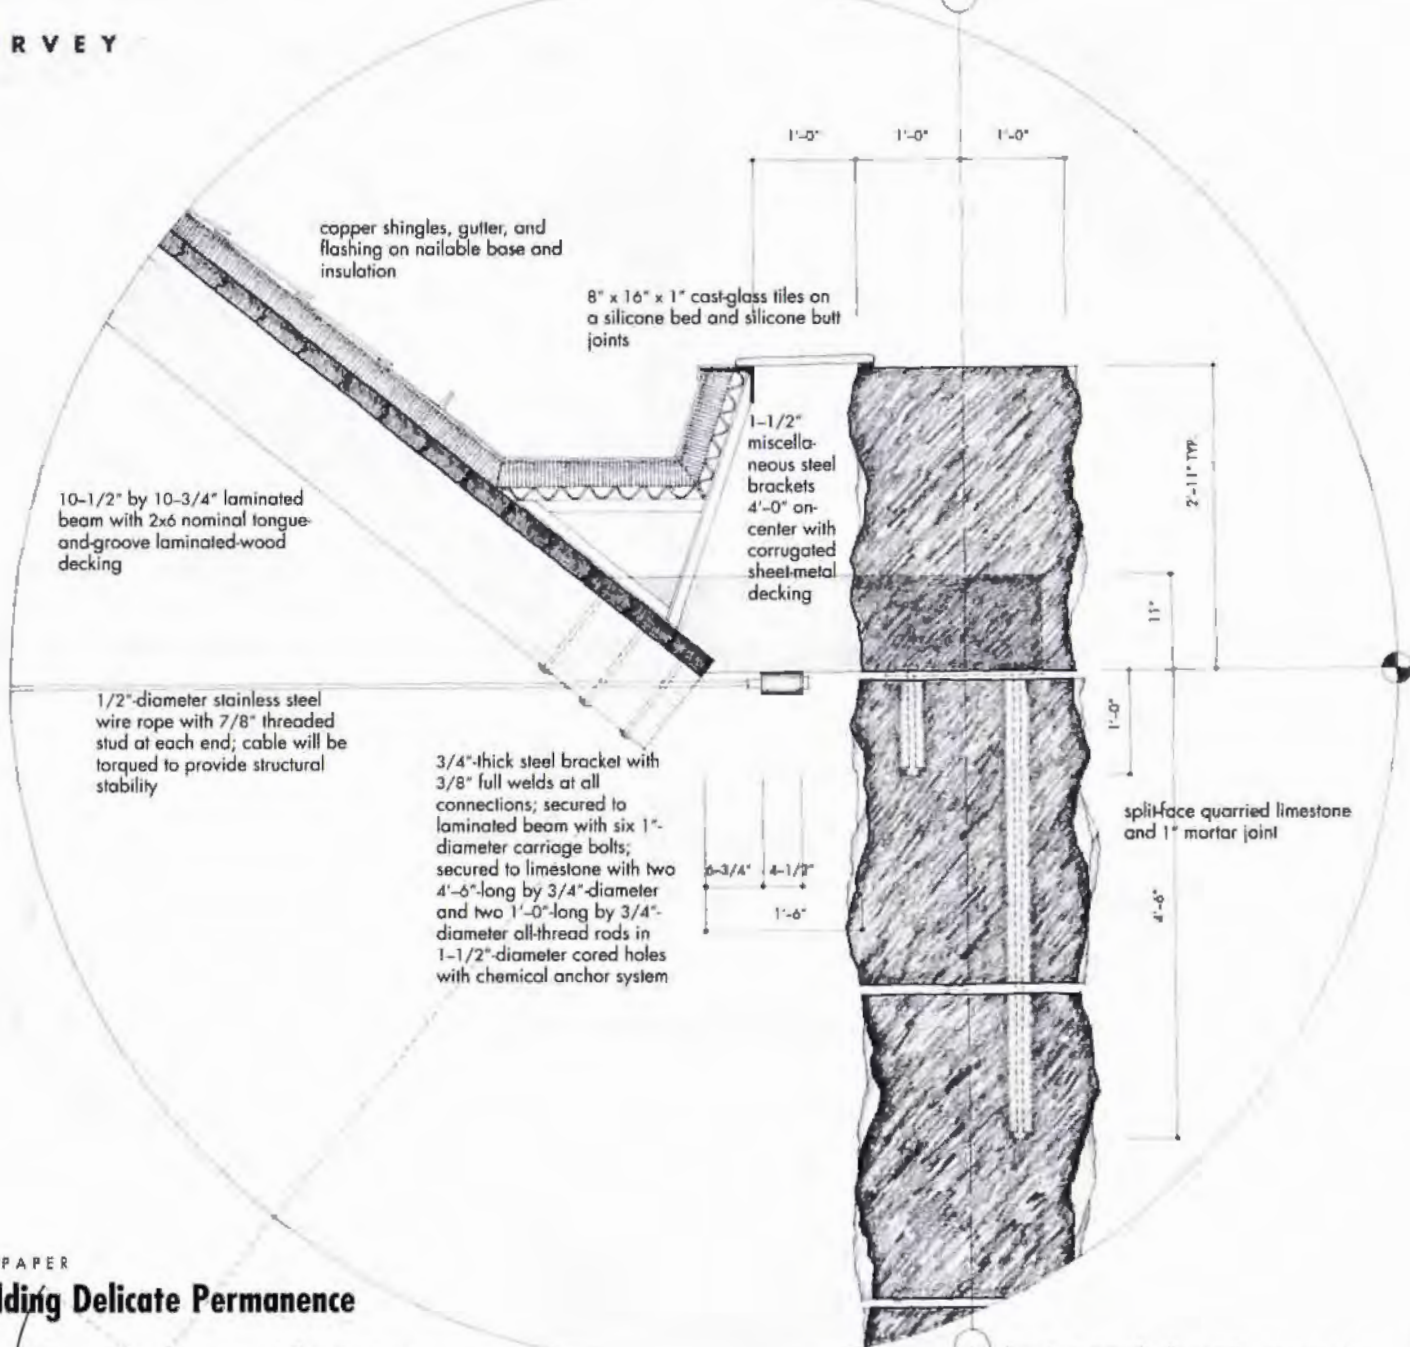 RVEY
1'-0" 1'-0" 1'-0"
copper shingles, gutter, and
flashing on nailable base and
insulation
8" x 16" x 1" cast-glass tiles on
a silicone bed and silicone butt
joints
1-1/2"
miscella-
neous steel
brackets
4'-0" on-
center with
corrugated
sheet-metal
decking
2'-11" TYP.
10-1/2" by 10-3/4" laminated
beam with 2x6 nominal tongue-
and-groove laminated-wood
decking
11"
1/2"-diameter stainless steel
wire rope with 7/8" threaded
stud at each end; cable will be
torqued to provide structural
stability
1'-0"
3/4"-thick steel bracket with
3/8" full welds at all
connections; secured to
laminated beam with six 1"-
diameter carriage bolts;
secured to limestone with two
4'-6"-long by 3/4"-diameter
and two 1'-0"-long by 3/4"-
diameter all-thread rods in
1-1/2"-diameter cored holes
with chemical anchor system
split-face quarried limestone
and 1" mortar joint
6-3/4" 4-1/2"
1'-6"
4'-6"
PAPER
lding Delicate Permanence